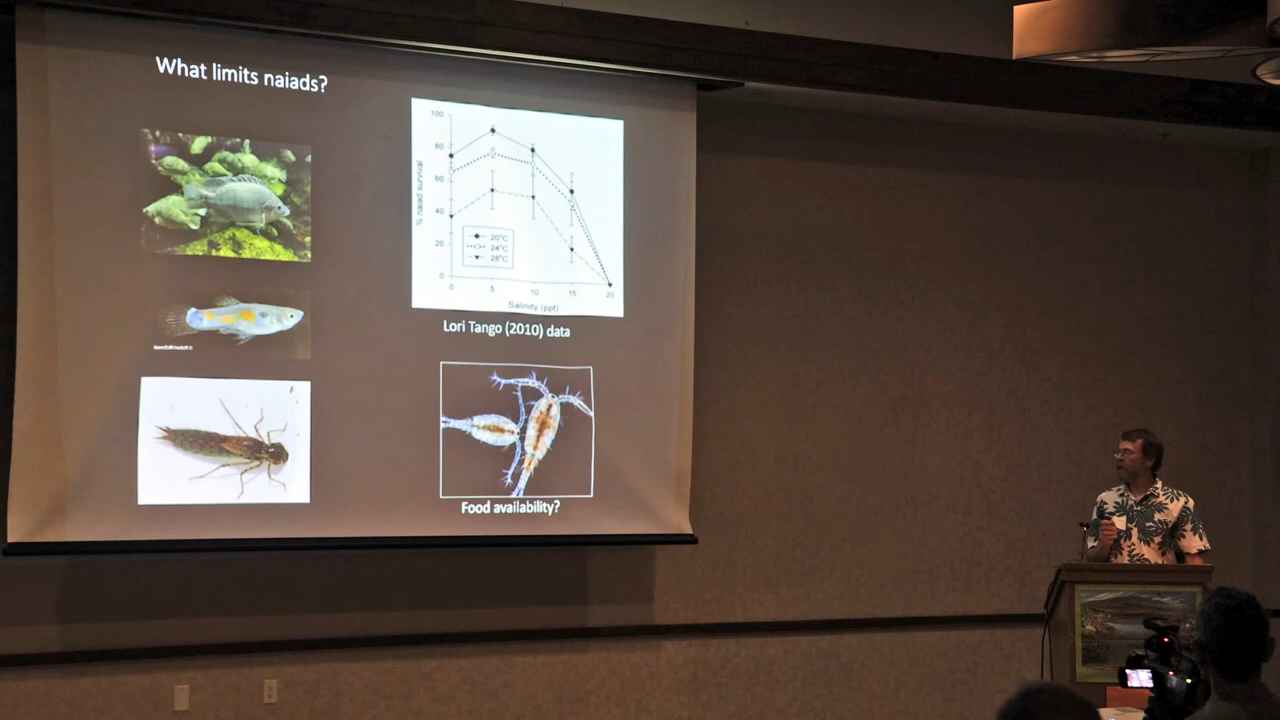 What limits naiads?
100
80
60
40
20
0
% naiad survival
20°C
24°C
28°C
0 5 10 15 20
Salinity (ppt)
Lori Tango (2010) data
Food availability?